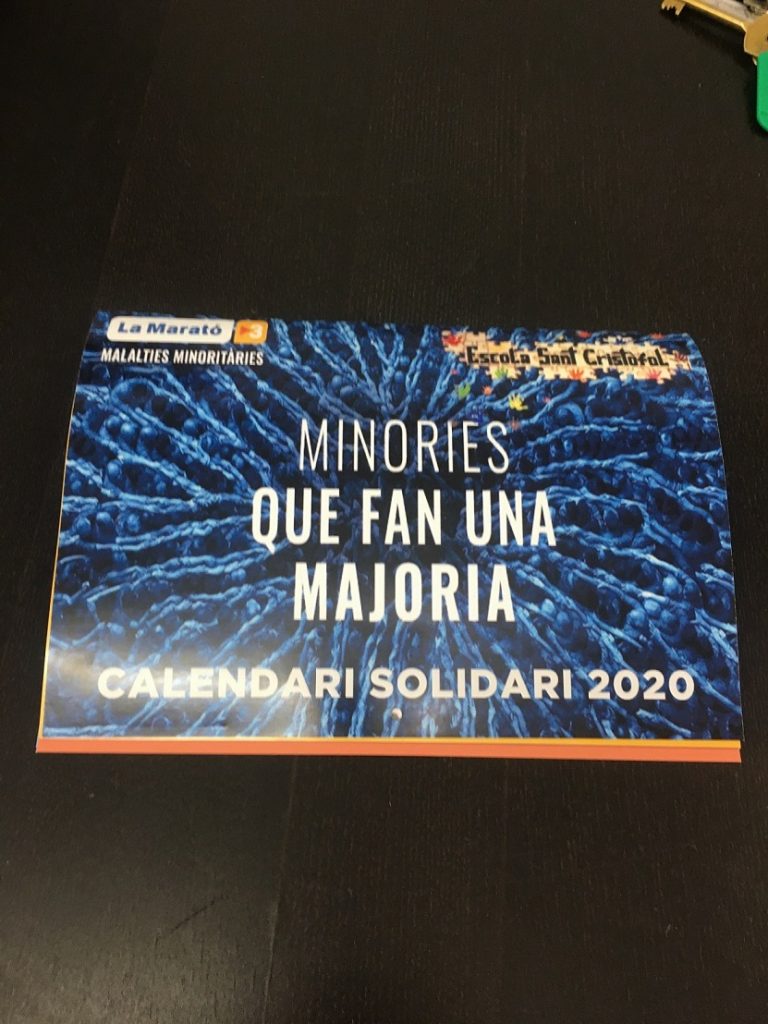 La Marató 3
MALALTIES MINORITÀRIES
Escola Sant Cristòfol
MINORIES
QUE FAN UNA
MAJORIA
CALENDARI SOLIDARI 2020